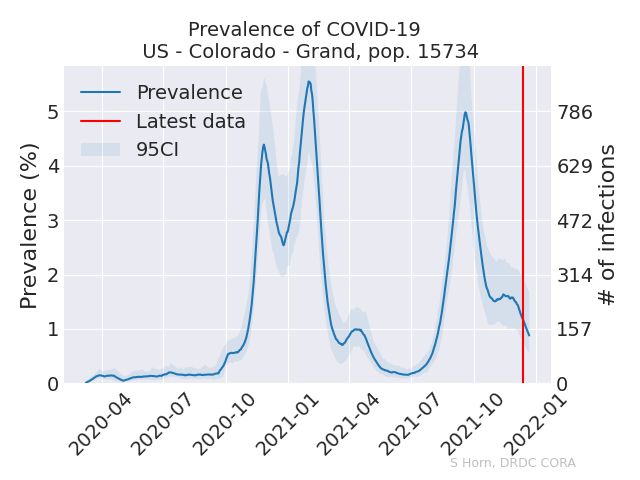 Prevalence of COVID-19
US - Colorado - Grand, pop. 15734
Prevalence
Latest data
95CI
Prevalence (%)
5
4
3
2
1
0
786
629
472
314
157
0
# of infections
2020-04
2020-07
2020-10
2021-01
2021-04
2021-07
2021-10
2022-01
S Horn, DRDC CORA